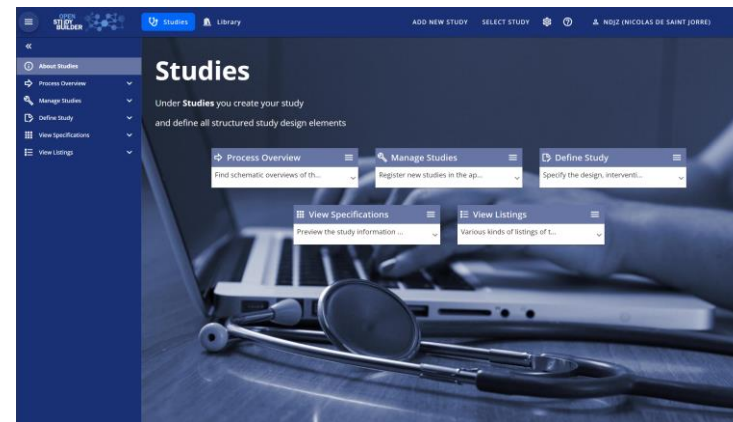 OPEN
STUDY
BUILDER
Studies
Library
ADD NEW STUDY
SELECT STUDY
NDJZ (NICOLAS DE SAINT JORRE)
About Studies
Process Overview
Manage Studies
Define Study
View Specifications
View Listings
Studies
Under Studies you create your study
and define all structured study design elements
Process Overview
Find schematic overviews of th...
Manage Studies
Register new studies in the ap...
Define Study
Specify the design, interventi...
View Specifications
Preview the study information ...
View Listings
Various kinds of listings of t...